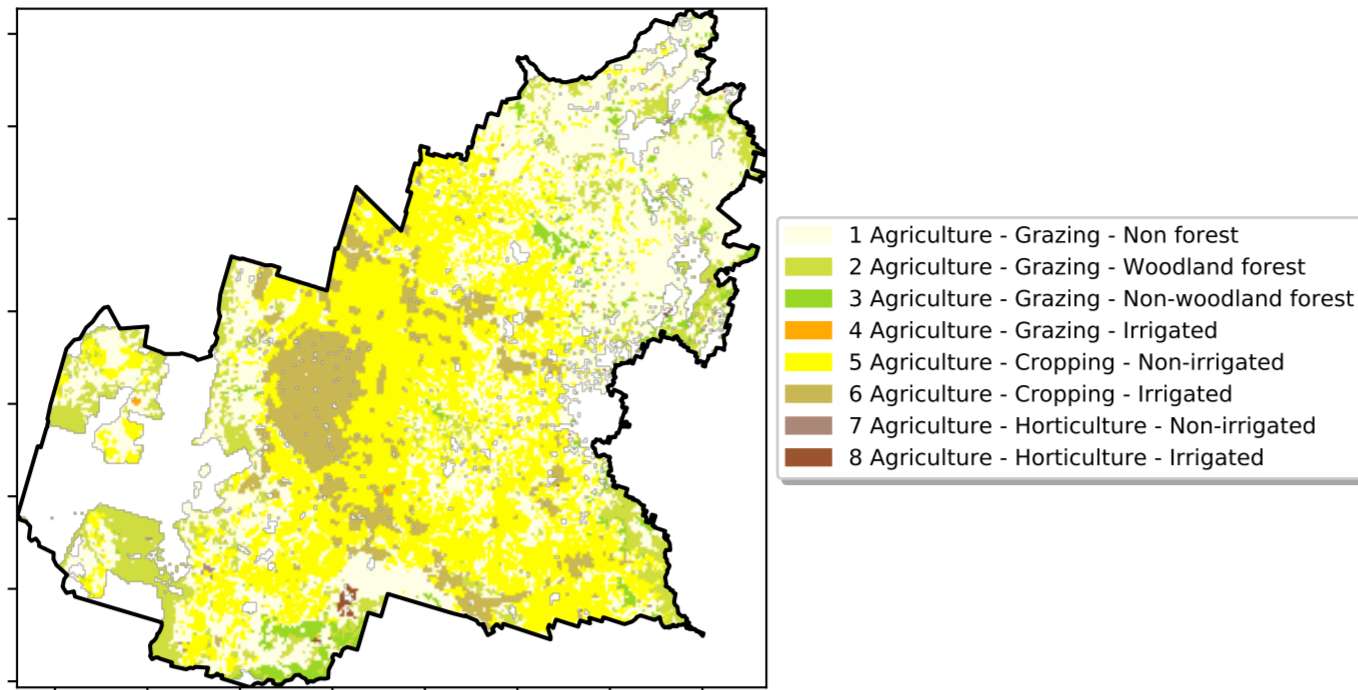 1 Agriculture - Grazing - Non forest
2 Agriculture - Grazing - Woodland forest
3 Agriculture - Grazing - Non-woodland forest
4 Agriculture - Grazing - Irrigated
5 Agriculture - Cropping - Non-irrigated
6 Agriculture - Cropping - Irrigated
7 Agriculture - Horticulture - Non-irrigated
8 Agriculture - Horticulture - Irrigated